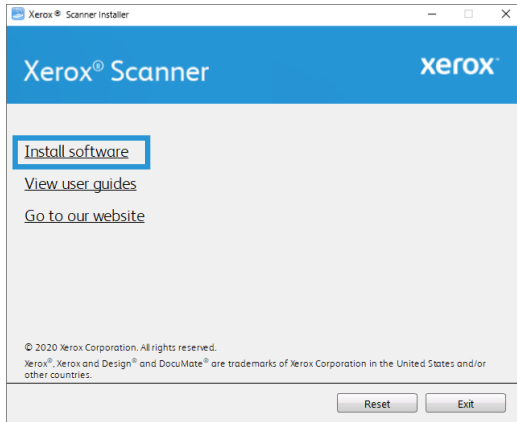 Xerox® Scanner Installer
Xerox® Scanner
xerox™
Install software
View user guides
Go to our website
© 2020 Xerox Corporation. All rights reserved.
Xerox®, Xerox and Design® and DocuMate® are trademarks of Xerox Corporation in the United States and/or
other countries.
Reset
Exit